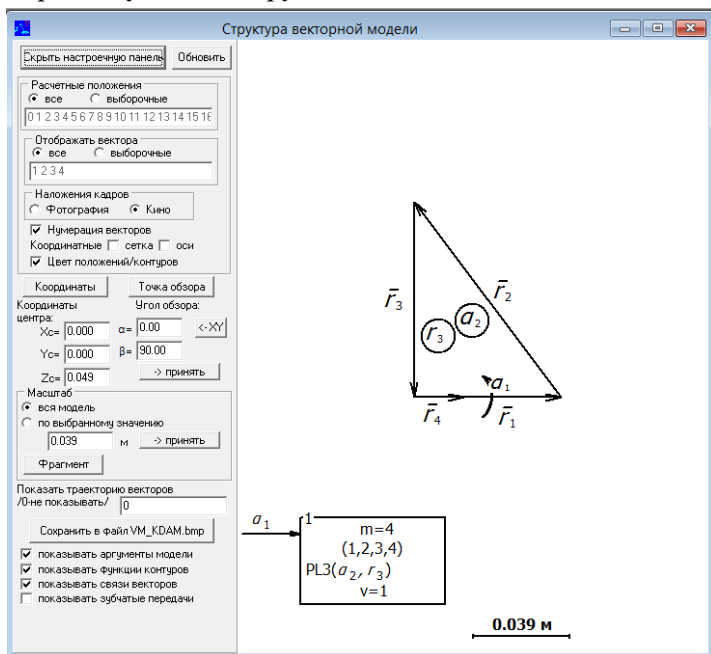 Структура векторной модели
Скрыть настроечную панель Обновить
Расчетные положения
все выборочные
0 1 2 3 4 5 6 7 8 9 10 11 12 13 14 15 16
Отображать вектора
все выборочные
1 2 3 4
Наложения кадров
Фотография Кино
Нумерация векторов
Координатные сетка оси
Цвет положений/контуров
Координаты Точка обзора
Координаты центра: Угол обзора:
Xc= 0.000 α= 0.00 <-XY
Yc= 0.000 β= 90.00
Zc= 0.049 -> принять
Масштаб
вся модель
по выбранному значению
0.039 м -> принять
Фрагмент
Показать траекторию векторов
/0-не показывать/ 0
Сохранить в файл VM_KDAM.bmp
показывать аргументы модели
показывать функции контуров
показывать связи векторов
показывать зубчатые передачи
r̄3
r̄2
r3
a2
a1
r̄4
r̄1
a1
1
m=4
(1,2,3,4)
PL3(a2, r3)
v=1
0.039 м